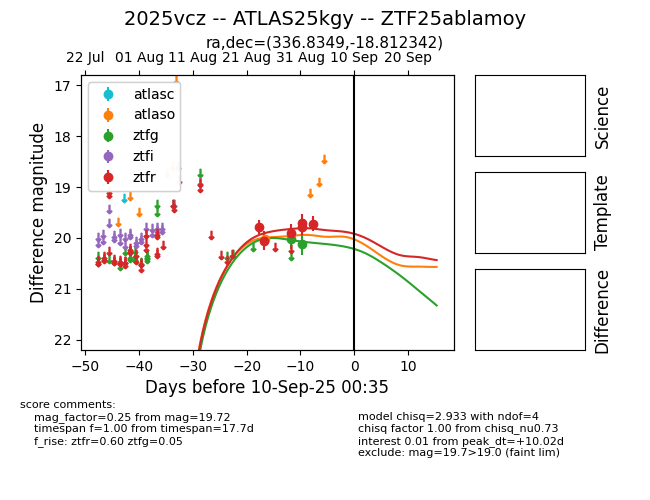 2025vcz -- ATLAS25kgy -- ZTF25ablamoy
ra,dec=(336.8349,-18.812342)
22 Jul 01 Aug 11 Aug 21 Aug 31 Aug 10 Sep 20 Sep
atlasc
atlaso
ztfg
ztfi
ztfr
17
18
19
20
21
22
Difference magnitude
−50 −40 −30 −20 −10 0 10
Days before 10-Sep-25 00:35
Science
Template
Difference
score comments:
mag_factor=0.25 from mag=19.72
timespan f=1.00 from timespan=17.7d
f_rise: ztfr=0.60 ztfg=0.05
model chisq=2.933 with ndof=4
chisq factor 1.00 from chisq_nu0.73
interest 0.01 from peak_dt=+10.02d
exclude: mag=19.7>19.0 (faint lim)